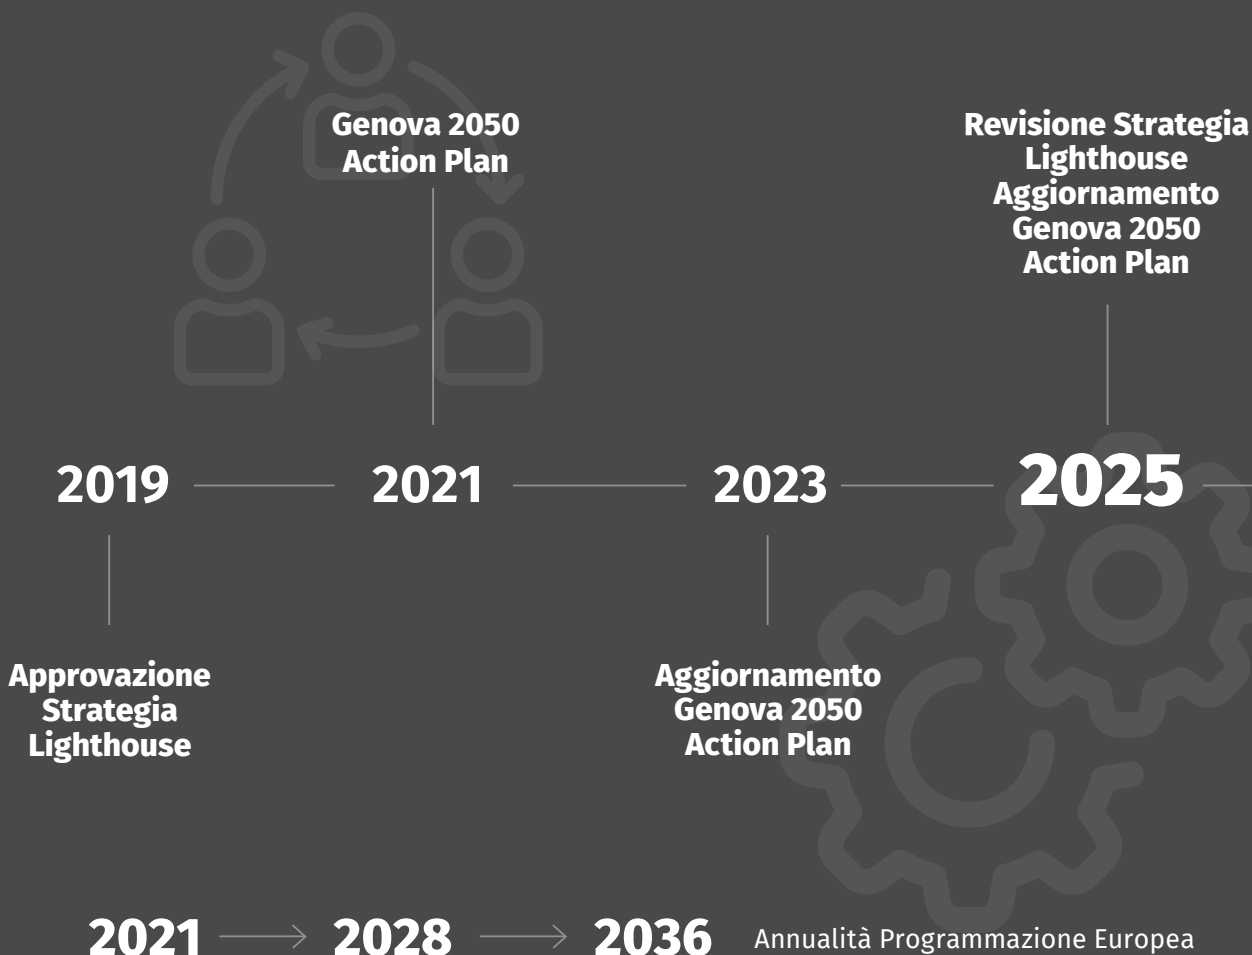 Genova 2050
Action Plan
Revisione Strategia
Lighthouse
Aggiornamento
Genova 2050
Action Plan
2019
2021
2023
2025
Approvazione
Strategia
Lighthouse
Aggiornamento
Genova 2050
Action Plan
2021
2028
2036
Annualità Programmazione Europea